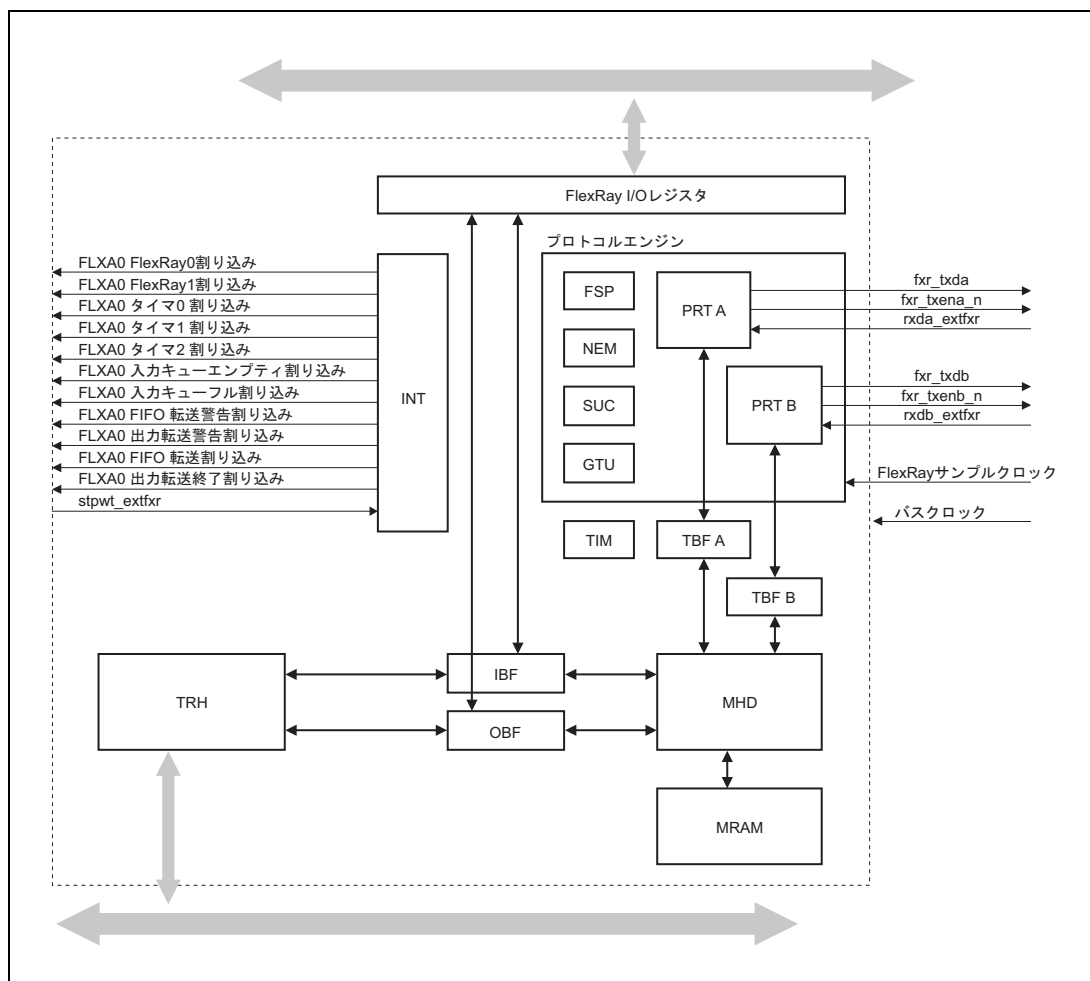 FlexRay I/Oレジスタ
プロトコルエンジン
FLXA0 FlexRay0割り込み
FLXA0 FlexRay1割り込み
FLXA0 タイマ0 割り込み
FLXA0 タイマ1 割り込み
FLXA0 タイマ2 割り込み
FLXA0 入力キューエンプティ割り込み
FLXA0 入力キューフル割り込み
FLXA0 FIFO 転送警告割り込み
FLXA0 出力転送警告割り込み
FLXA0 FIFO 転送割り込み
FLXA0 出力転送終了割り込み
stpwt_extfxr
INT
FSP
NEM
SUC
GTU
PRT A
PRT B
fxr_txda
fxr_txena_n
rxda_extfxr
fxr_txdb
fxr_txenb_n
rxdb_extfxr
FlexRayサンプルクロック
バスクロック
TIM
TBF A
TBF B
TRH
IBF
OBF
MHD
MRAM